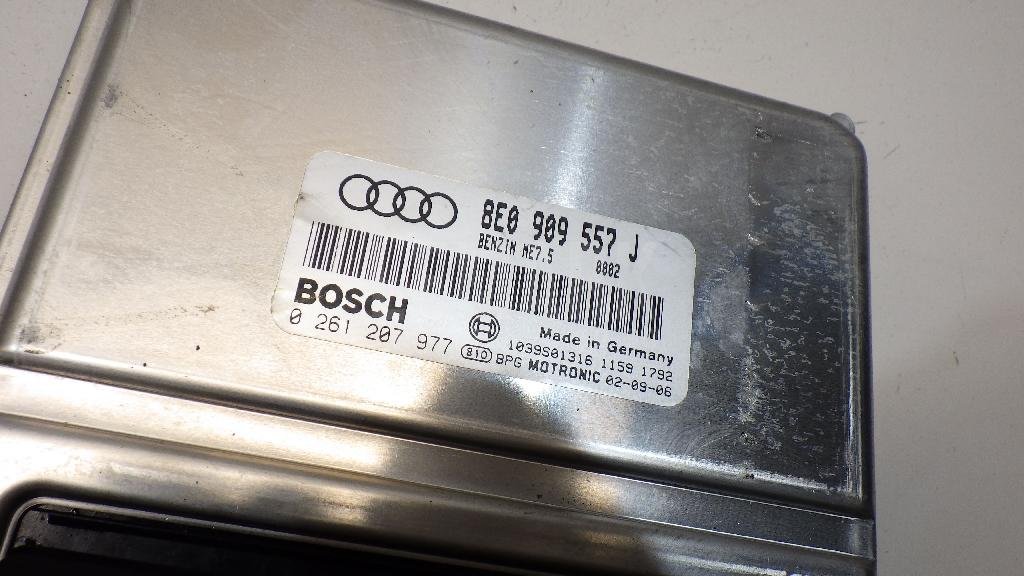 8E0 909 557 J
BENZIN ME7.5 0002
BOSCH
0 261 207 977
Made in Germany
1039S01316 1159 1792
810 BPG MOTRONIC 02-09-06